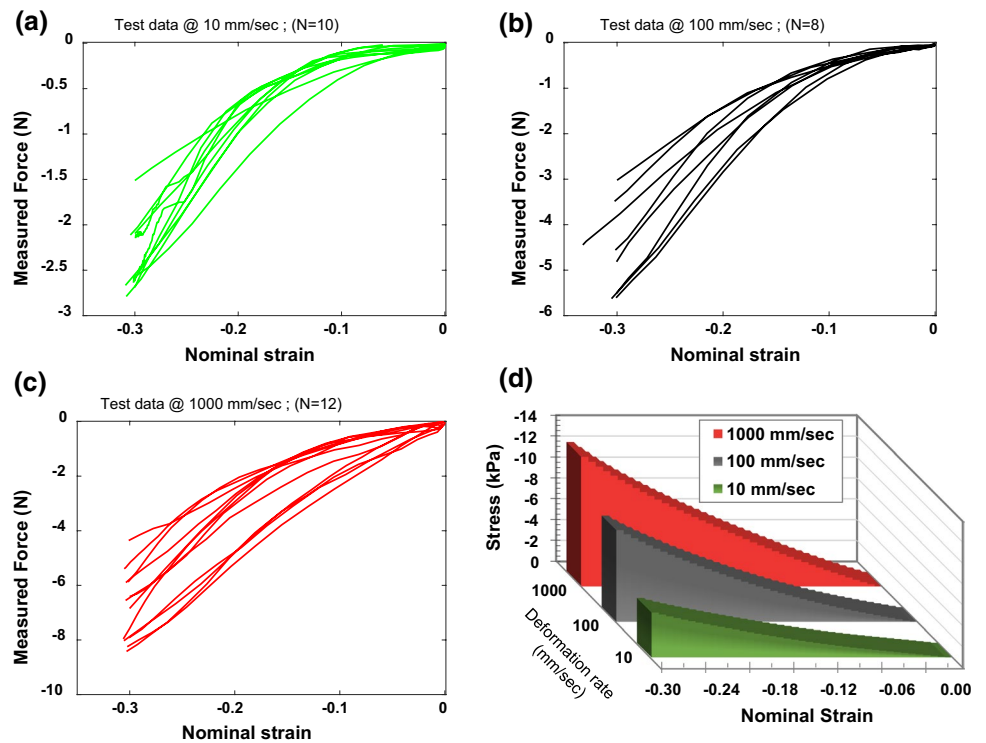 (a)
Test data @ 10 mm/sec ; (N=10)
0
-0.5
-1
-1.5
-2
-2.5
-3
Measured Force (N)
-0.3
-0.2
-0.1
0
Nominal strain
(b)
Test data @ 100 mm/sec ; (N=8)
0
-1
-2
-3
-4
-5
-6
Measured Force (N)
-0.3
-0.2
-0.1
0
Nominal strain
(c)
Test data @ 1000 mm/sec ; (N=12)
0
-2
-4
-6
-8
-10
Measured Force (N)
-0.3
-0.2
-0.1
0
Nominal strain
(d)
-14
-12
-10
-8
-6
-4
-2
0
Stress (kPa)
1000 mm/sec
100 mm/sec
10 mm/sec
1000
100
10
Deformation rate
(mm/sec)
-0.30
-0.24
-0.18
-0.12
-0.06
0.00
Nominal Strain